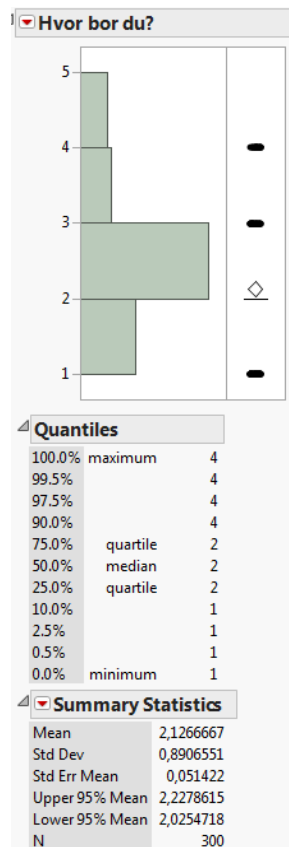 Hvor bor du?
5
4
3
2
1
Quantiles
100.0% maximum 4
99.5% 4
97.5% 4
90.0% 4
75.0% quartile 2
50.0% median 2
25.0% quartile 2
10.0% 1
2.5% 1
0.5% 1
0.0% minimum 1
Summary Statistics
Mean 2,1266667
Std Dev 0,8906551
Std Err Mean 0,051422
Upper 95% Mean 2,2278615
Lower 95% Mean 2,0254718
N 300